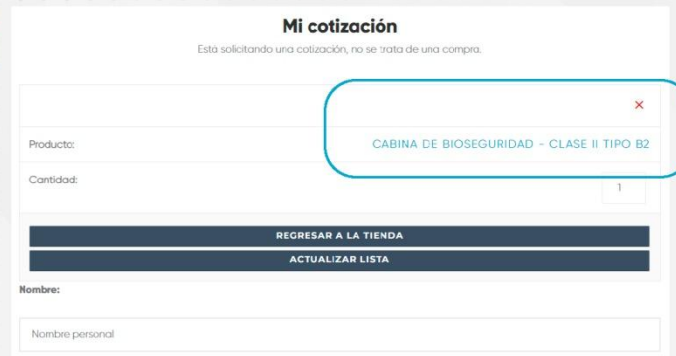 Mi cotización
Está solicitando una cotización, no se trata de una compra.
×
Producto: CABINA DE BIOSEGURIDAD - CLASE II TIPO B2
Cantidad: 1
REGRESAR A LA TIENDA
ACTUALIZAR LISTA
Nombre:
Nombre personal